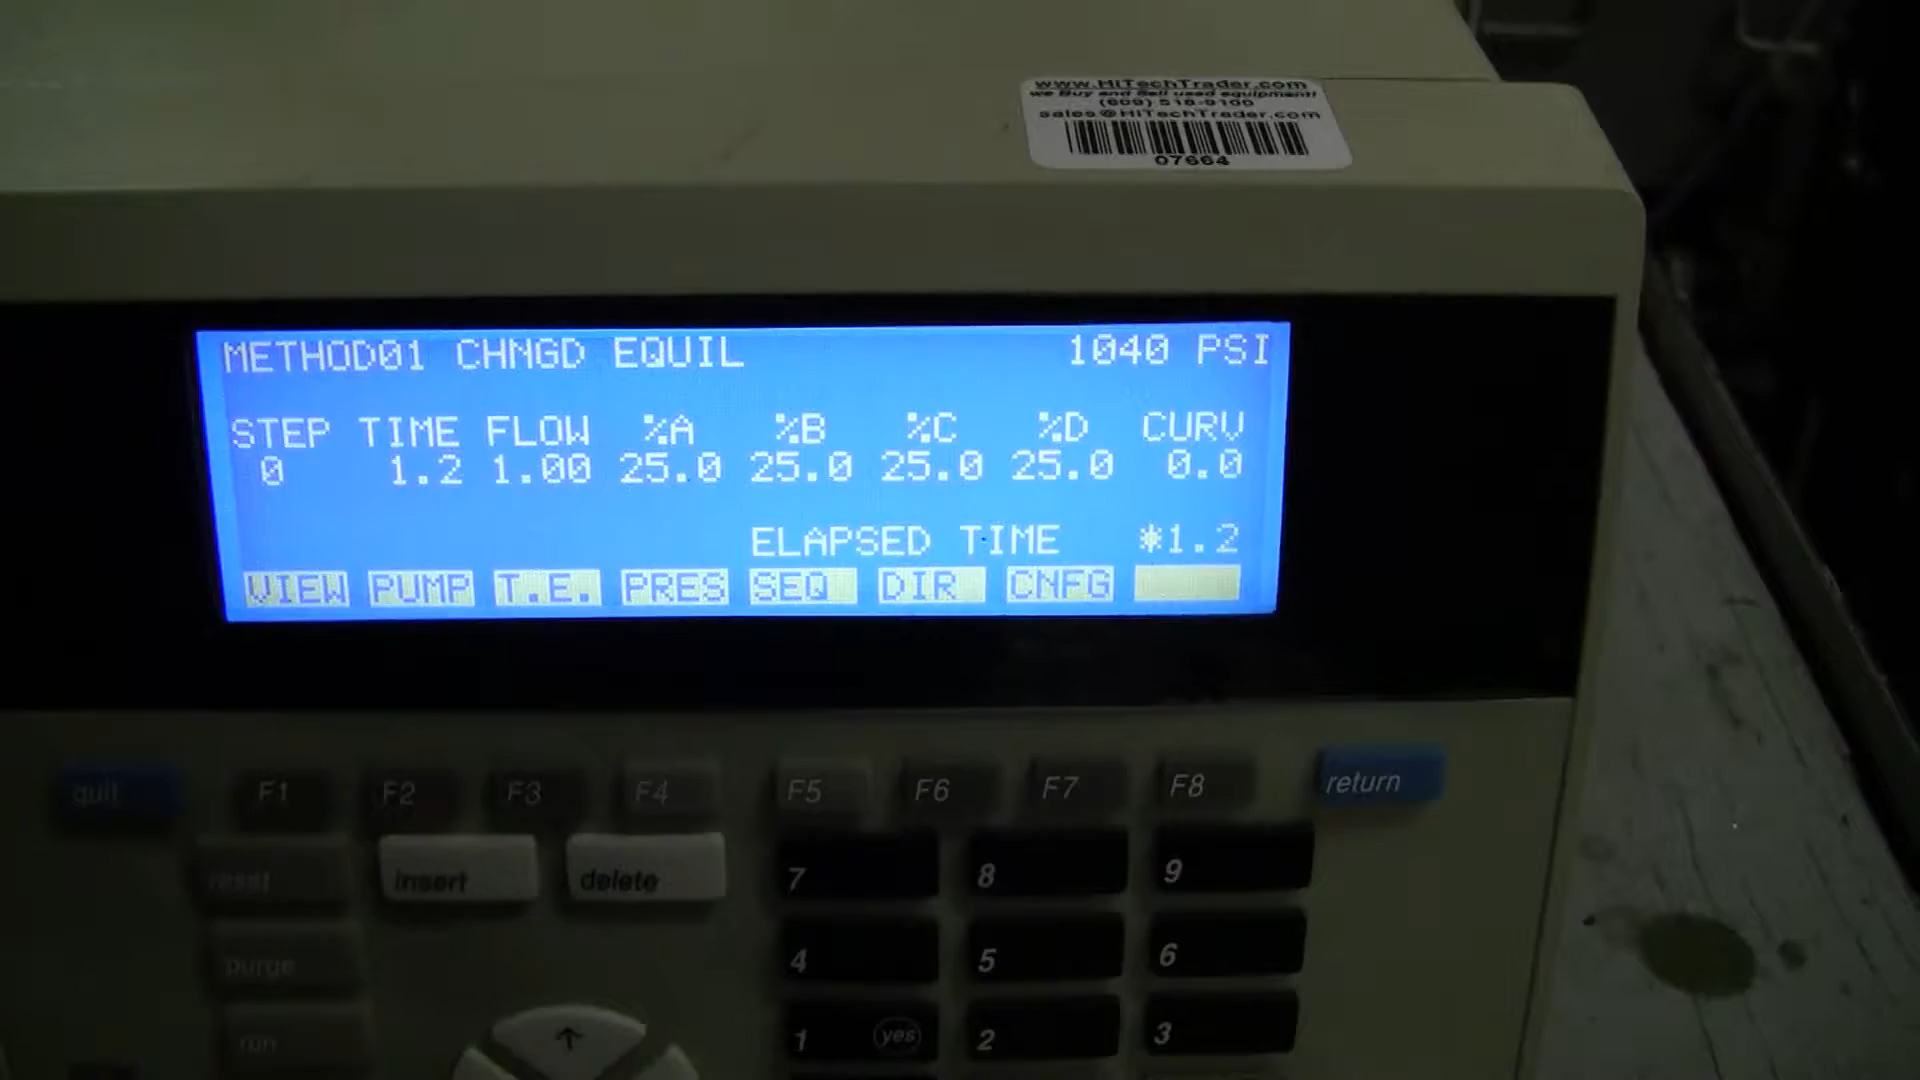 www.HiTechTrader.com
we Buy and Sell used equipment!
(609) 518-9100
sales@HiTechTrader.com
07664
METHOD01 CHNGD EQUIL 1040 PSI
STEP TIME FLOW %A %B %C %D CURV
0 1.2 1.00 25.0 25.0 25.0 25.0 0.0
ELAPSED TIME *1.2
VIEW PUMP T.E. PRES SEQ DIR CNFG
quit F1 F2 F3 F4 F5 F6 F7 F8 return
reset insert delete 7 8 9
purge 4 5 6
run ↑ 1 yes 2 3